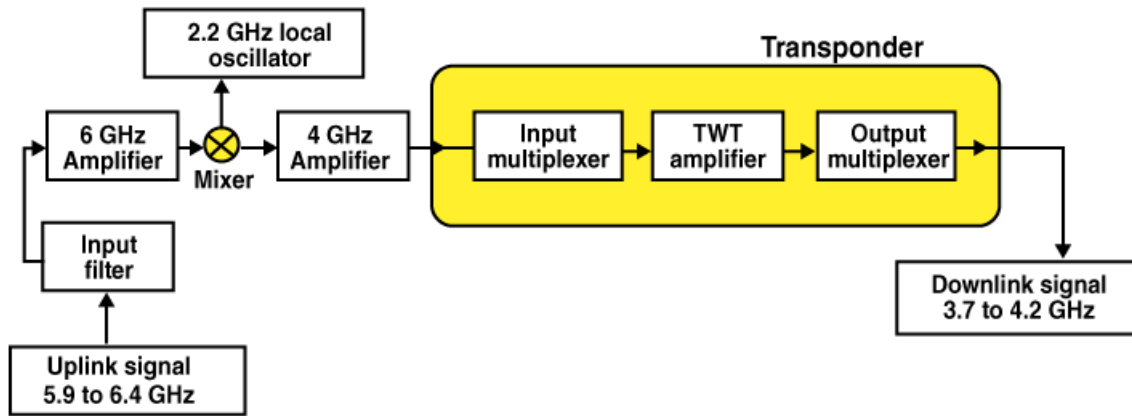 2.2 GHz local
oscillator
Transponder
6 GHz
Amplifier
Mixer
4 GHz
Amplifier
Input
multiplexer
TWT
amplifier
Output
multiplexer
Input
filter
Downlink signal
3.7 to 4.2 GHz
Uplink signal
5.9 to 6.4 GHz